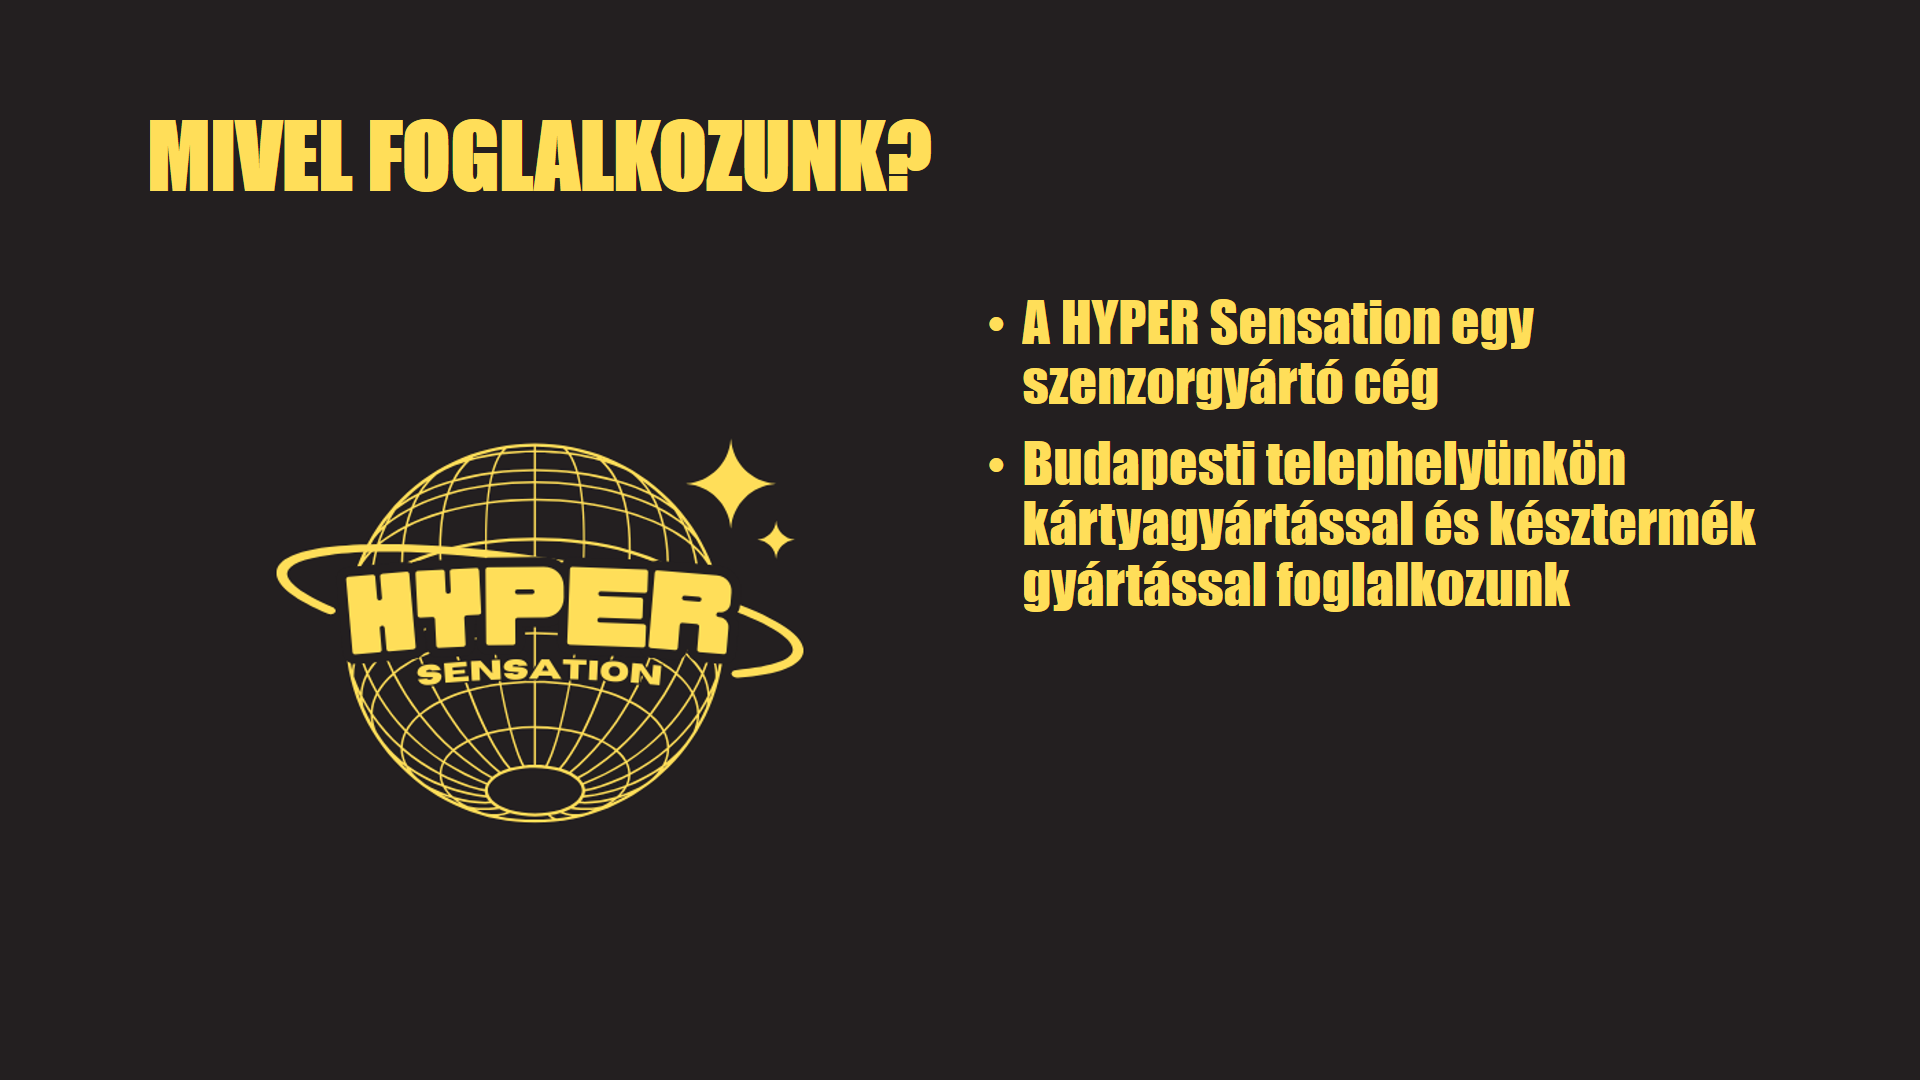 MIVEL FOGLALKOZUNK?
HYPER
SENSATION
• A HYPER Sensation egy
szenzorgyártó cég
• Budapesti telephelyünkön
kártyagyártással és késztermék
gyártással foglalkozunk